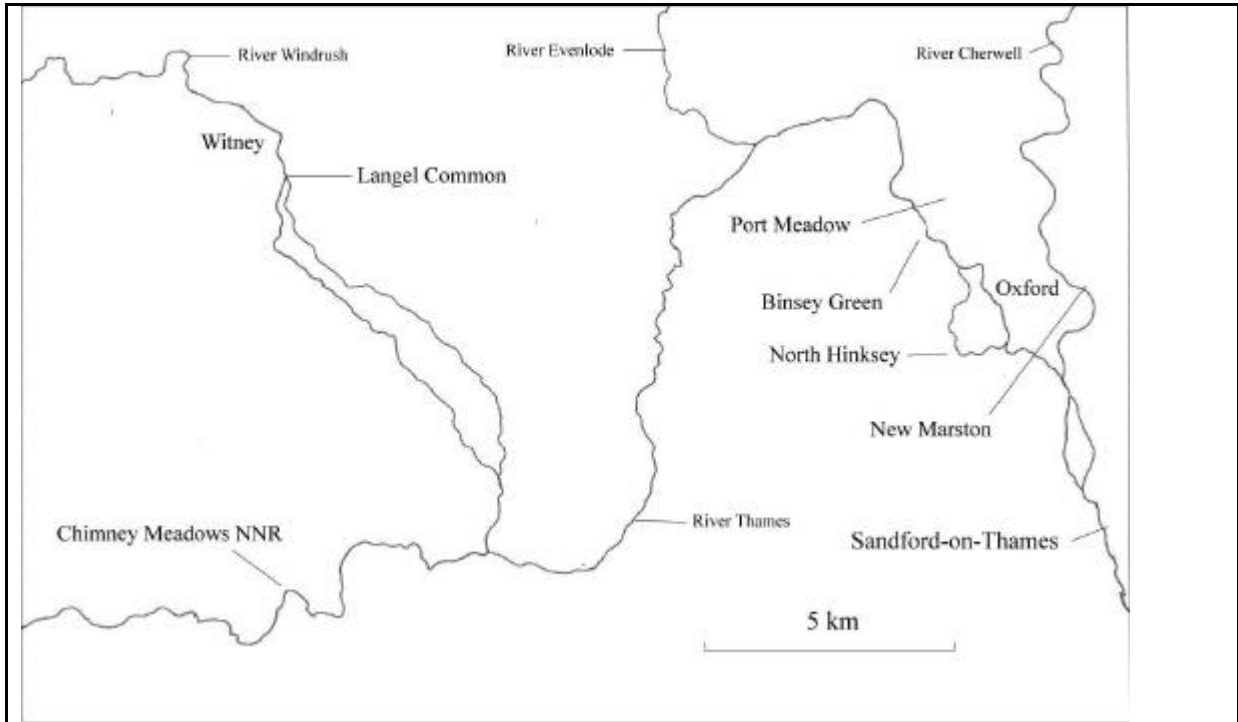 River Windrush
River Evenlode
River Cherwell
Witney
Langel Common
Port Meadow
Binsey Green
Oxford
North Hinksey
New Marston
River Thames
Chimney Meadows NNR
Sandford-on-Thames
5 km